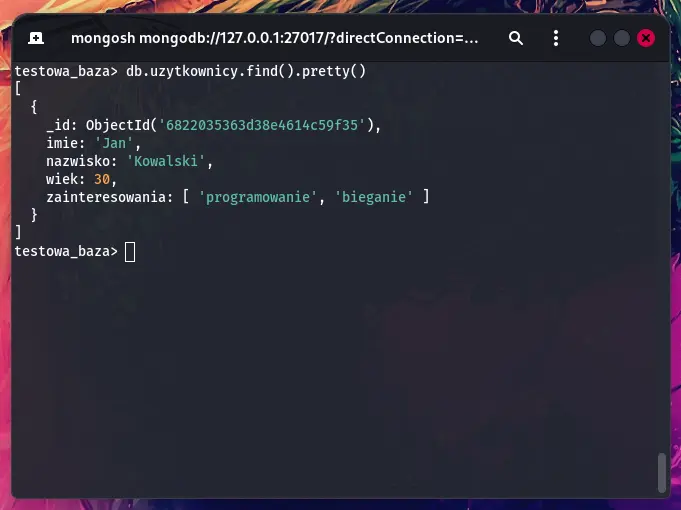 mongosh mongodb://127.0.0.1:27017/?directConnection=...
testowa_baza> db.uzytkownicy.find().pretty()
[
  {
    _id: ObjectId('6822035363d38e4614c59f35'),
    imie: 'Jan',
    nazwisko: 'Kowalski',
    wiek: 30,
    zainteresowania: [ 'programowanie', 'bieganie' ]
  }
]
testowa_baza>